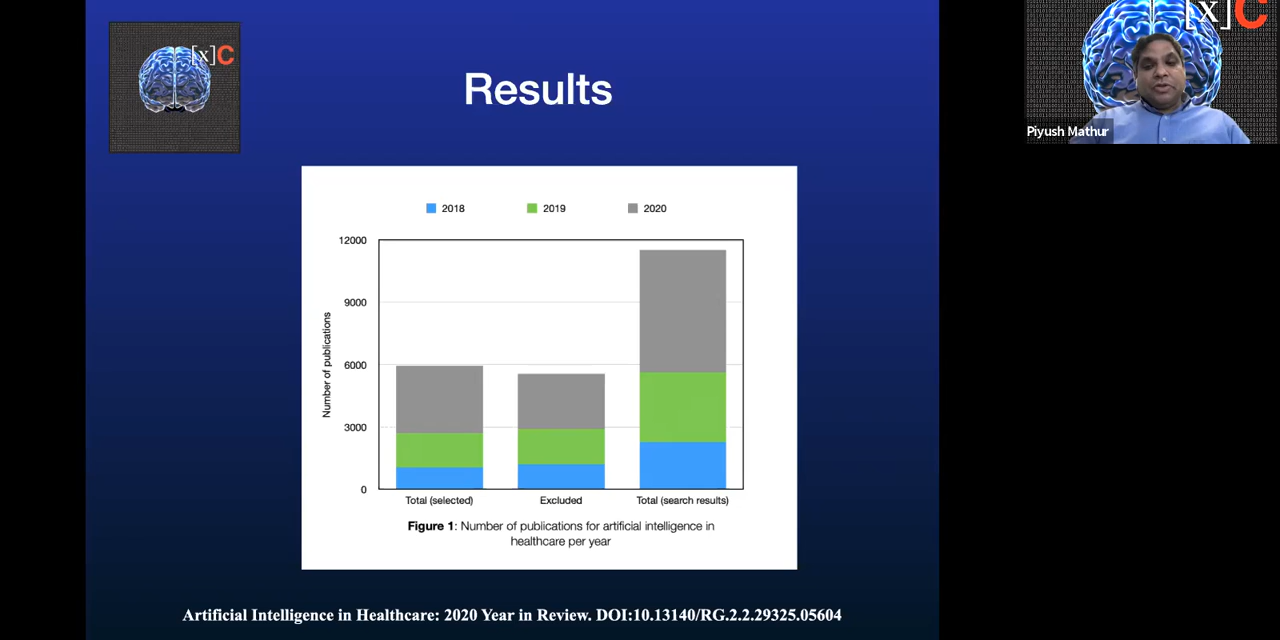 [x]C
Results
2018
2019
2020
12000
9000
6000
3000
0
Number of publications
Total (selected)
Excluded
Total (search results)
Figure 1: Number of publications for artificial intelligence in
healthcare per year
Artificial Intelligence in Healthcare: 2020 Year in Review. DOI:10.13140/RG.2.2.29325.05604
[x]C
Piyush Mathur